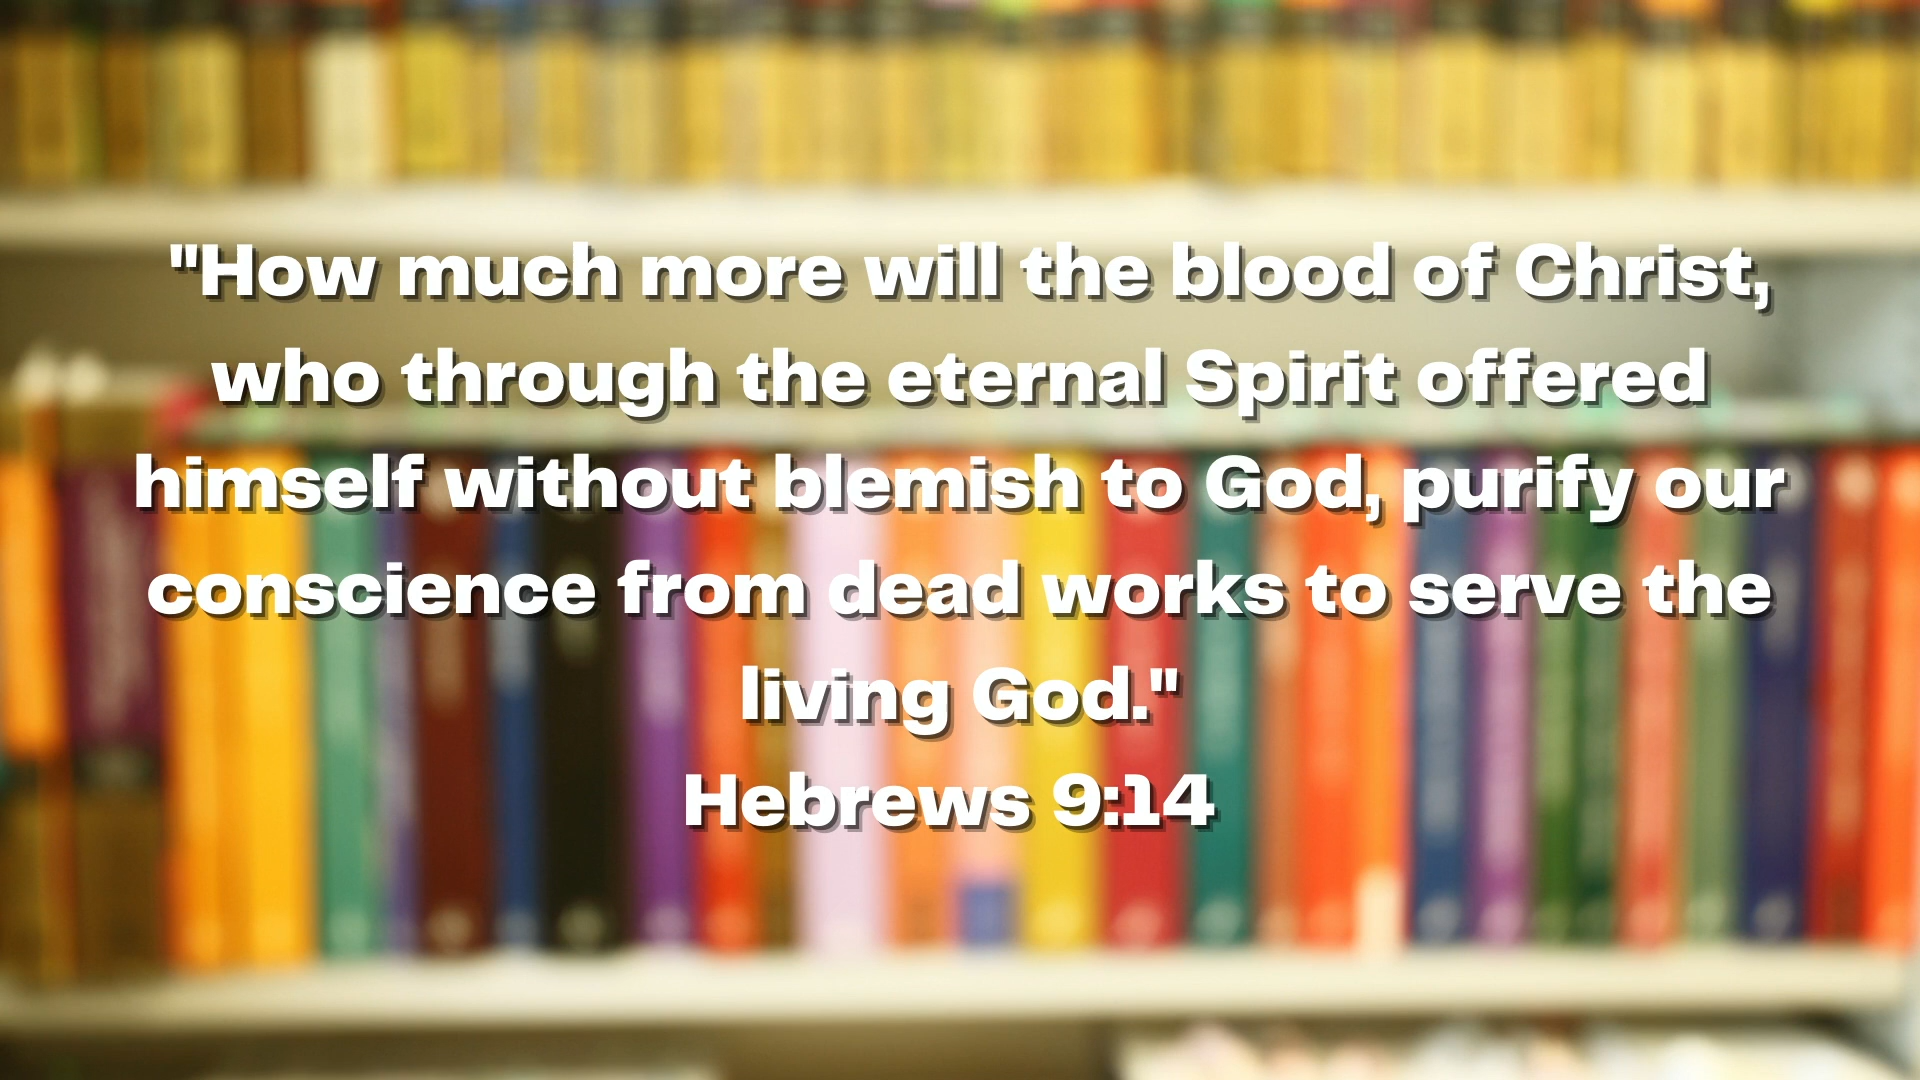 "How much more will the blood of Christ,
who through the eternal Spirit offered
himself without blemish to God, purify our
conscience from dead works to serve the
living God."
Hebrews 9:14